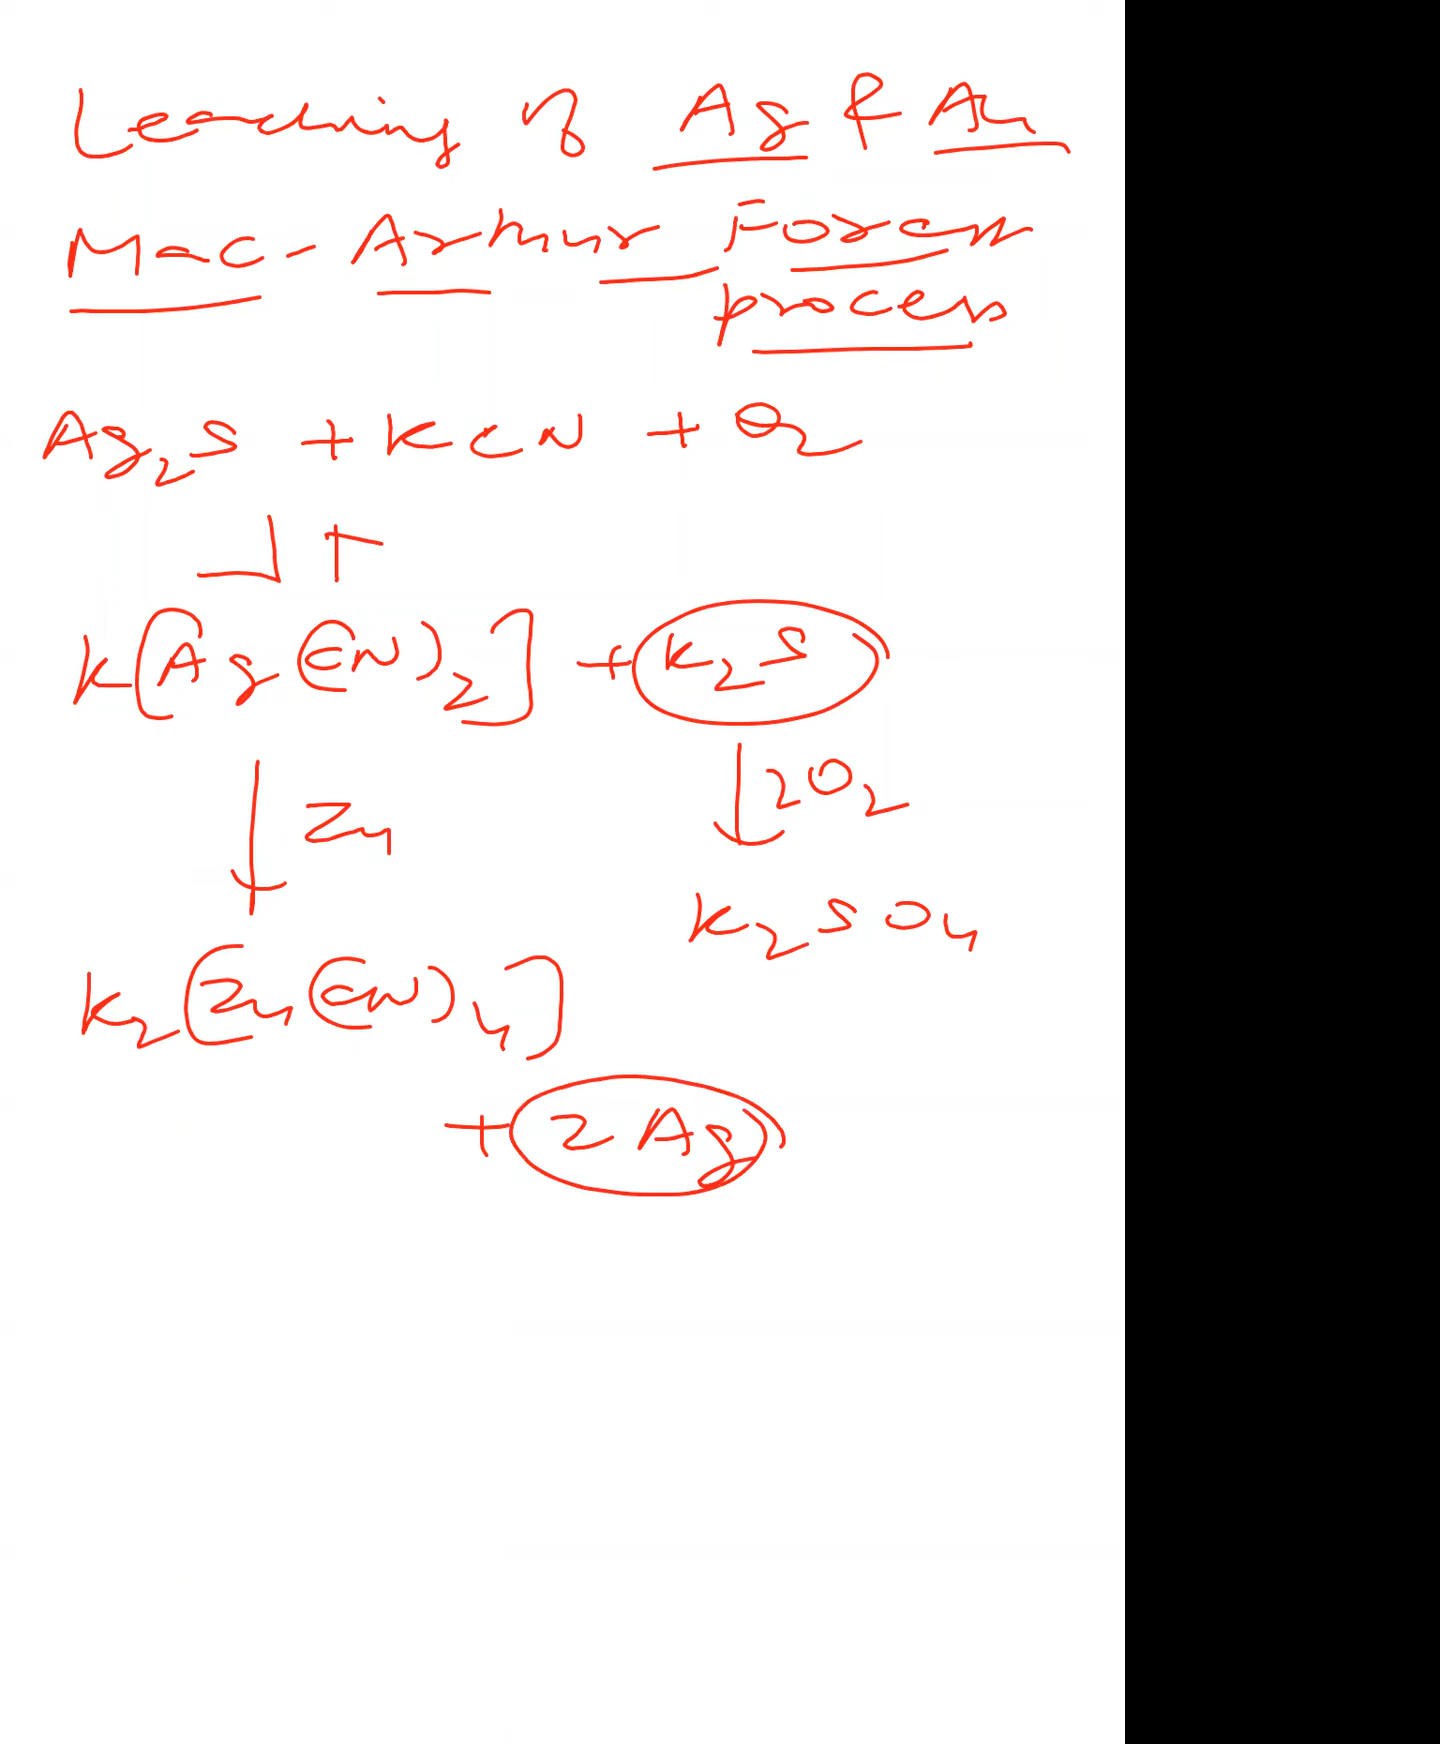 Leaching of Ag & Au
Mac-Arthur Forcess
process
Ag₂S + KCN + O₂
⇌
K[Ag(CN)₂] + K₂S
Zn
2O₂
K₂SO₄
K₂[Zn(CN)₄]
+ 2Ag